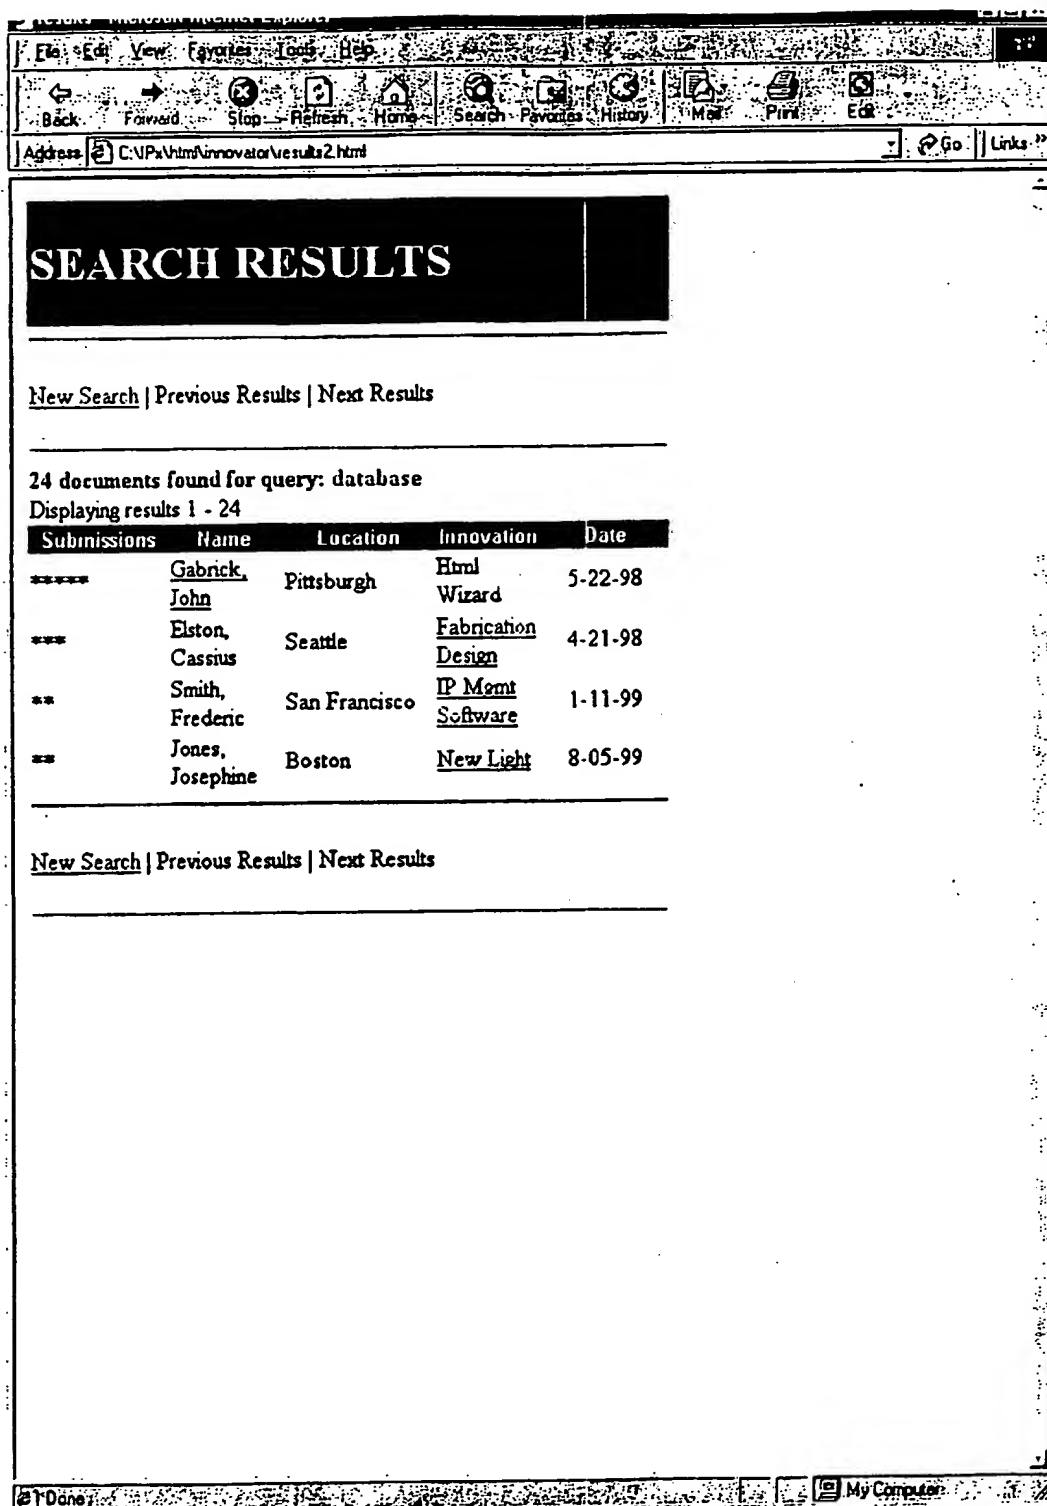 Results - Microsoft Internet Explorer
File Edit View Favorites Tools Help
Back Forward Stop Refresh Home Search Favorites History Mail Print Edit
Address C:\IPx\html\innovator\results2.html Go Links »
SEARCH RESULTS
New Search | Previous Results | Next Results
24 documents found for query: database
Displaying results 1 - 24
Submissions Name Location Innovation Date
***** Gabrick, John Pittsburgh Html Wizard 5-22-98
*** Elston, Cassius Seattle Fabrication Design 4-21-98
** Smith, Frederic San Francisco IP Mgmt Software 1-11-99
** Jones, Josephine Boston New Light 8-05-99
New Search | Previous Results | Next Results
Done My Computer